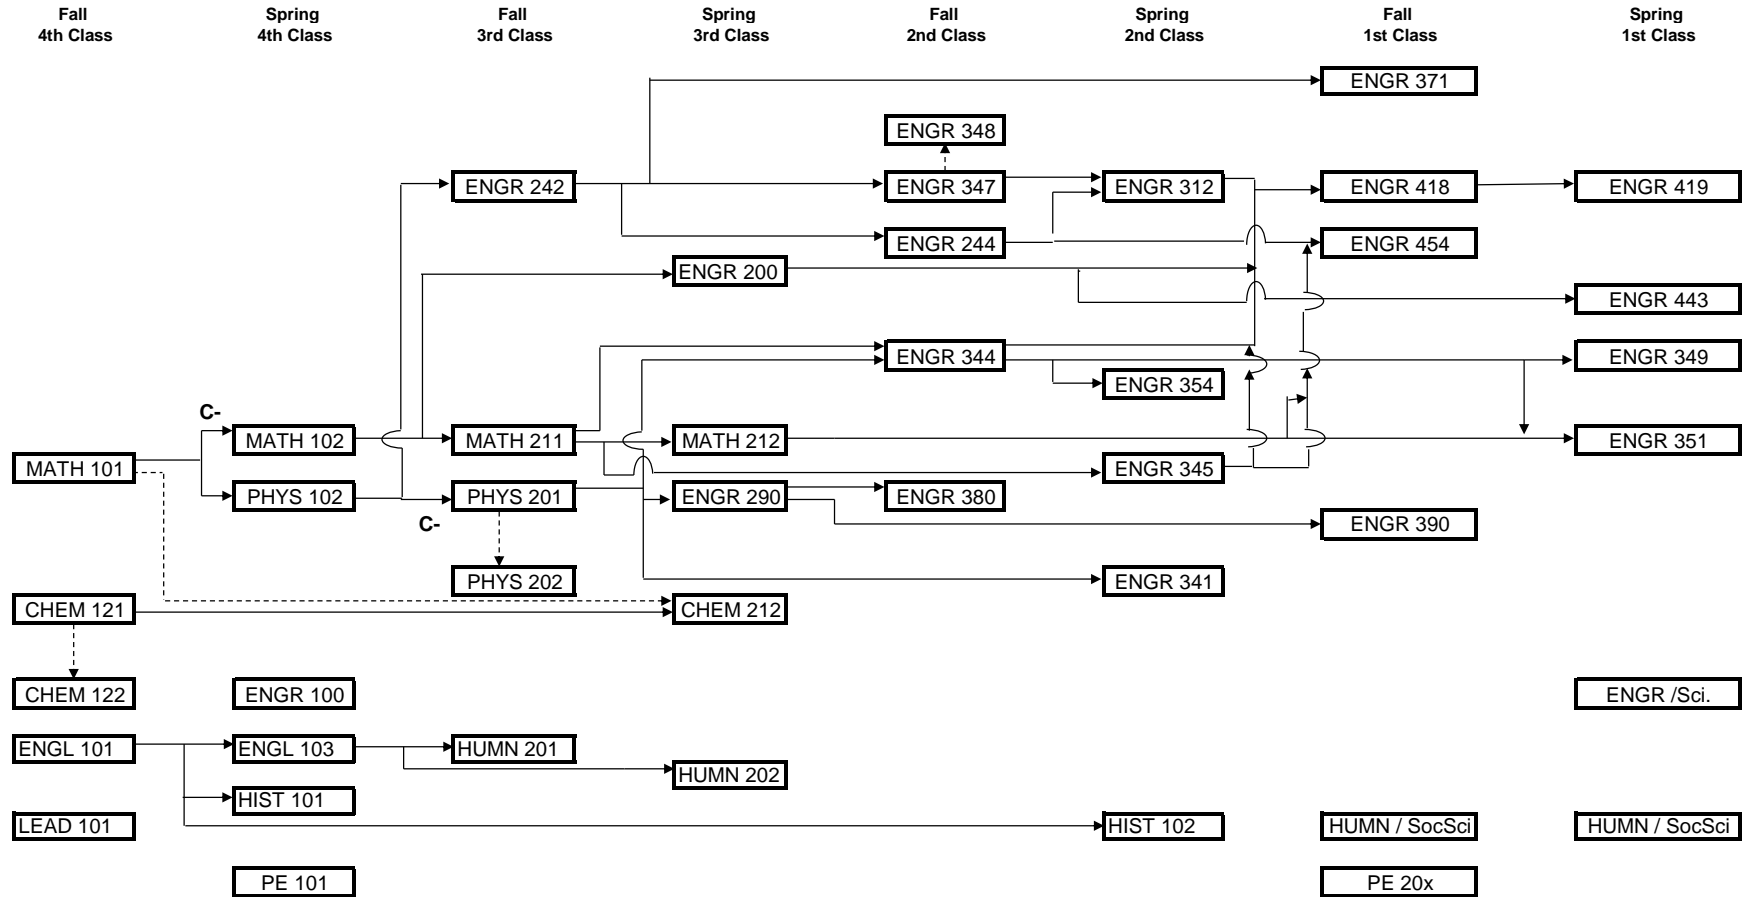 Fall Spring Fall Spring Fall Spring Fall Spring
4th Class 4th Class 3rd Class 3rd Class 2nd Class 2nd Class 1st Class 1st Class
ENGR 371
ENGR 348
ENGR 242 ENGR 347 ENGR 312 ENGR 418 ENGR 419
ENGR 244 ENGR 454
ENGR 200
ENGR 443
ENGR 344 ENGR 349
ENGR 354
C-
MATH 102 MATH 211 MATH 212 ENGR 351
MATH 101 ENGR 345
PHYS 102 PHYS 201 ENGR 290 ENGR 380
C- ENGR 390
PHYS 202 ENGR 341
CHEM 121 CHEM 212
CHEM 122 ENGR 100 ENGR /Sci.
ENGL 101 ENGL 103 HUMN 201
HUMN 202
HIST 101
LEAD 101 HIST 102 HUMN / SocSci HUMN / SocSci
PE 101 PE 20x